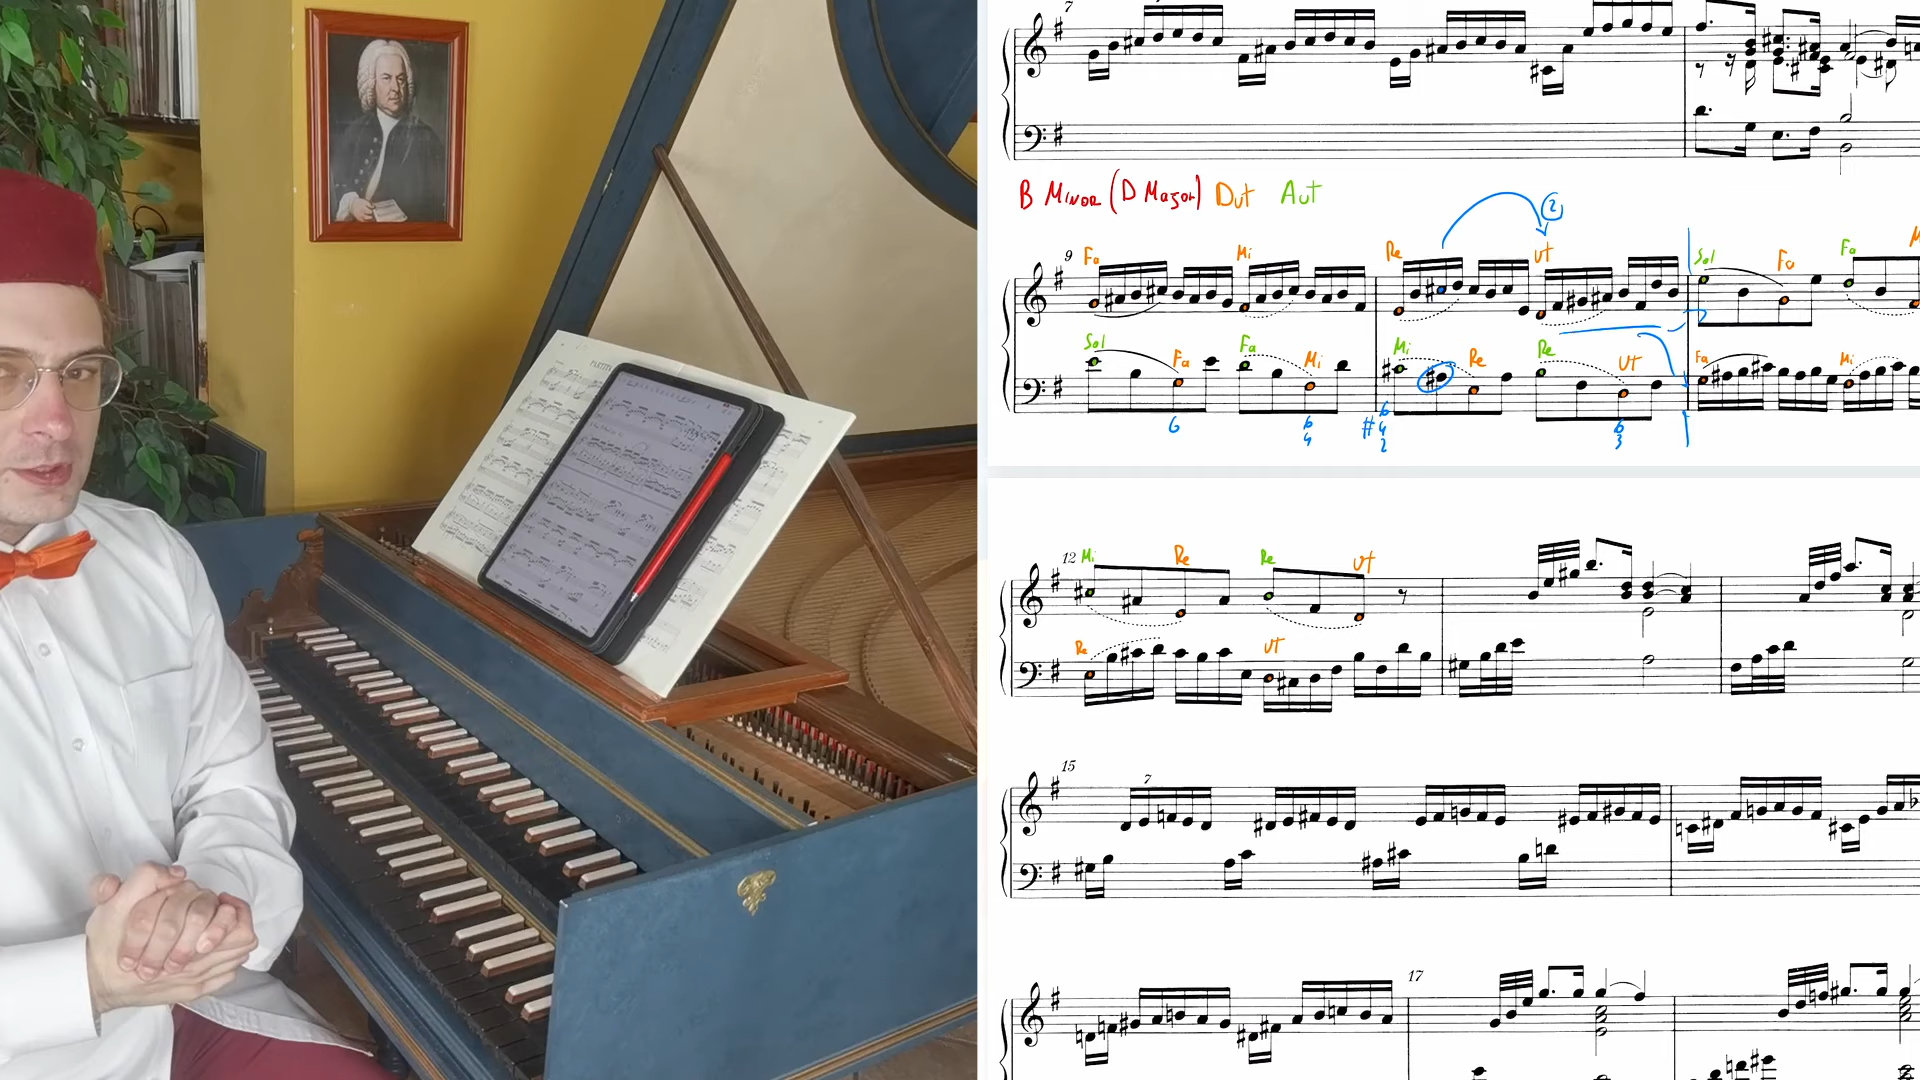 7
B Minor (D Major) Dut Aut
2
9 Fa Mi Re Ut Sol Fa Fa
Sol Fa Fa Mi Mi Re Re Ut Fa Mi
6 6 4 # 6 4 2 6 3
12 Mi Re Re Ut
Re Ut
15 7
17